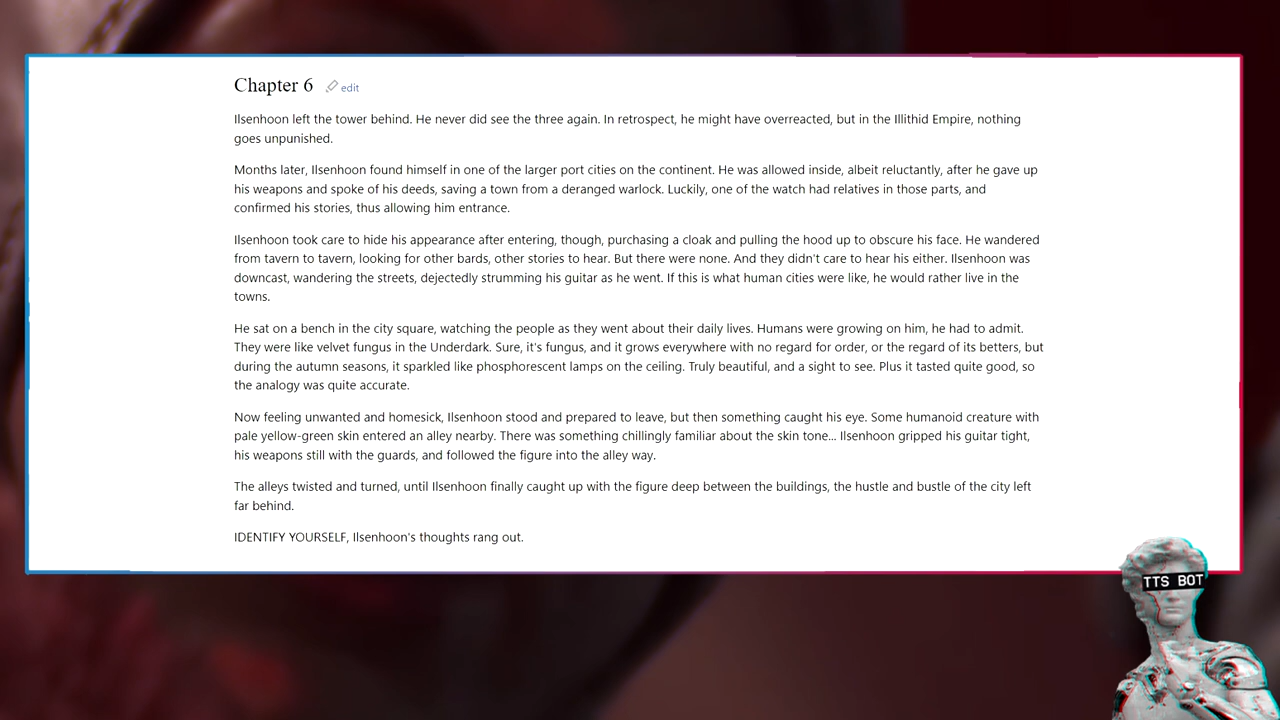 Chapter 6 edit
Ilsenhoon left the tower behind. He never did see the three again. In retrospect, he might have overreacted, but in the Illithid Empire, nothing
goes unpunished.
Months later, Ilsenhoon found himself in one of the larger port cities on the continent. He was allowed inside, albeit reluctantly, after he gave up
his weapons and spoke of his deeds, saving a town from a deranged warlock. Luckily, one of the watch had relatives in those parts, and
confirmed his stories, thus allowing him entrance.
Ilsenhoon took care to hide his appearance after entering, though, purchasing a cloak and pulling the hood up to obscure his face. He wandered
from tavern to tavern, looking for other bards, other stories to hear. But there were none. And they didn't care to hear his either. Ilsenhoon was
downcast, wandering the streets, dejectedly strumming his guitar as he went. If this is what human cities were like, he would rather live in the
towns.
He sat on a bench in the city square, watching the people as they went about their daily lives. Humans were growing on him, he had to admit.
They were like velvet fungus in the Underdark. Sure, it's fungus, and it grows everywhere with no regard for order, or the regard of its betters, but
during the autumn seasons, it sparkled like phosphorescent lamps on the ceiling. Truly beautiful, and a sight to see. Plus it tasted quite good, so
the analogy was quite accurate.
Now feeling unwanted and homesick, Ilsenhoon stood and prepared to leave, but then something caught his eye. Some humanoid creature with
pale yellow-green skin entered an alley nearby. There was something chillingly familiar about the skin tone... Ilsenhoon gripped his guitar tight,
his weapons still with the guards, and followed the figure into the alley way.
The alleys twisted and turned, until Ilsenhoon finally caught up with the figure deep between the buildings, the hustle and bustle of the city left
far behind.
IDENTIFY YOURSELF, Ilsenhoon's thoughts rang out.
TTS BOT